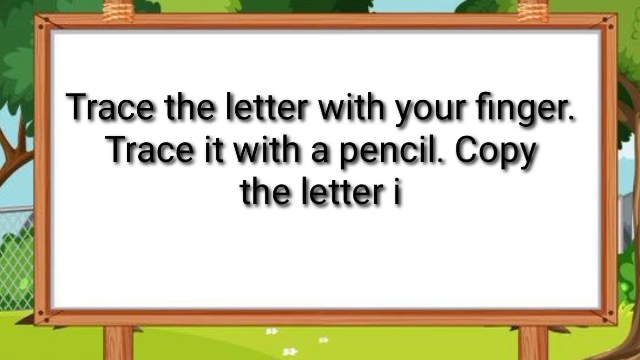 Trace the letter with your finger.
Trace it with a pencil. Copy
the letter i